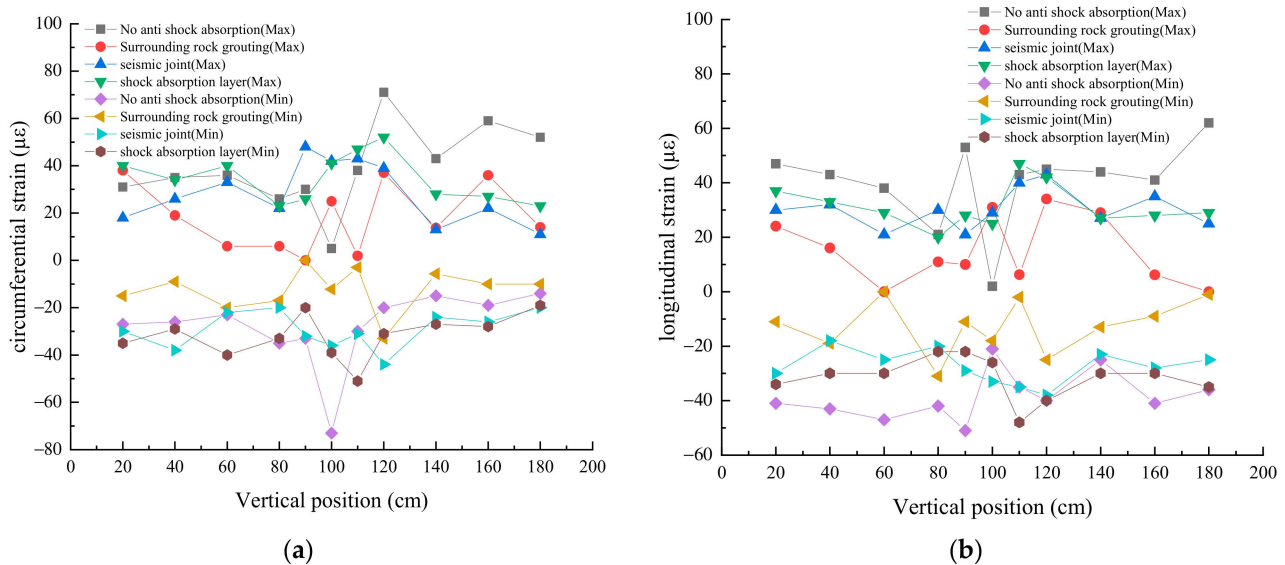 100
80
60
40
20
0
−20
−40
−60
−80
circumferential strain (με)
No anti shock absorption(Max)
Surrounding rock grouting(Max)
seismic joint(Max)
shock absorption layer(Max)
No anti shock absorption(Min)
Surrounding rock grouting(Min)
seismic joint(Min)
shock absorption layer(Min)
0 20 40 60 80 100 120 140 160 180 200
Vertical position (cm)
(a)
100
80
60
40
20
0
−20
−40
−60
longitudinal strain (με)
No anti shock absorption(Max)
Surrounding rock grouting(Max)
seismic joint(Max)
shock absorption layer(Max)
No anti shock absorption(Min)
Surrounding rock grouting(Min)
seismic joint(Min)
shock absorption layer(Min)
0 20 40 60 80 100 120 140 160 180 200
Vertical position (cm)
(b)